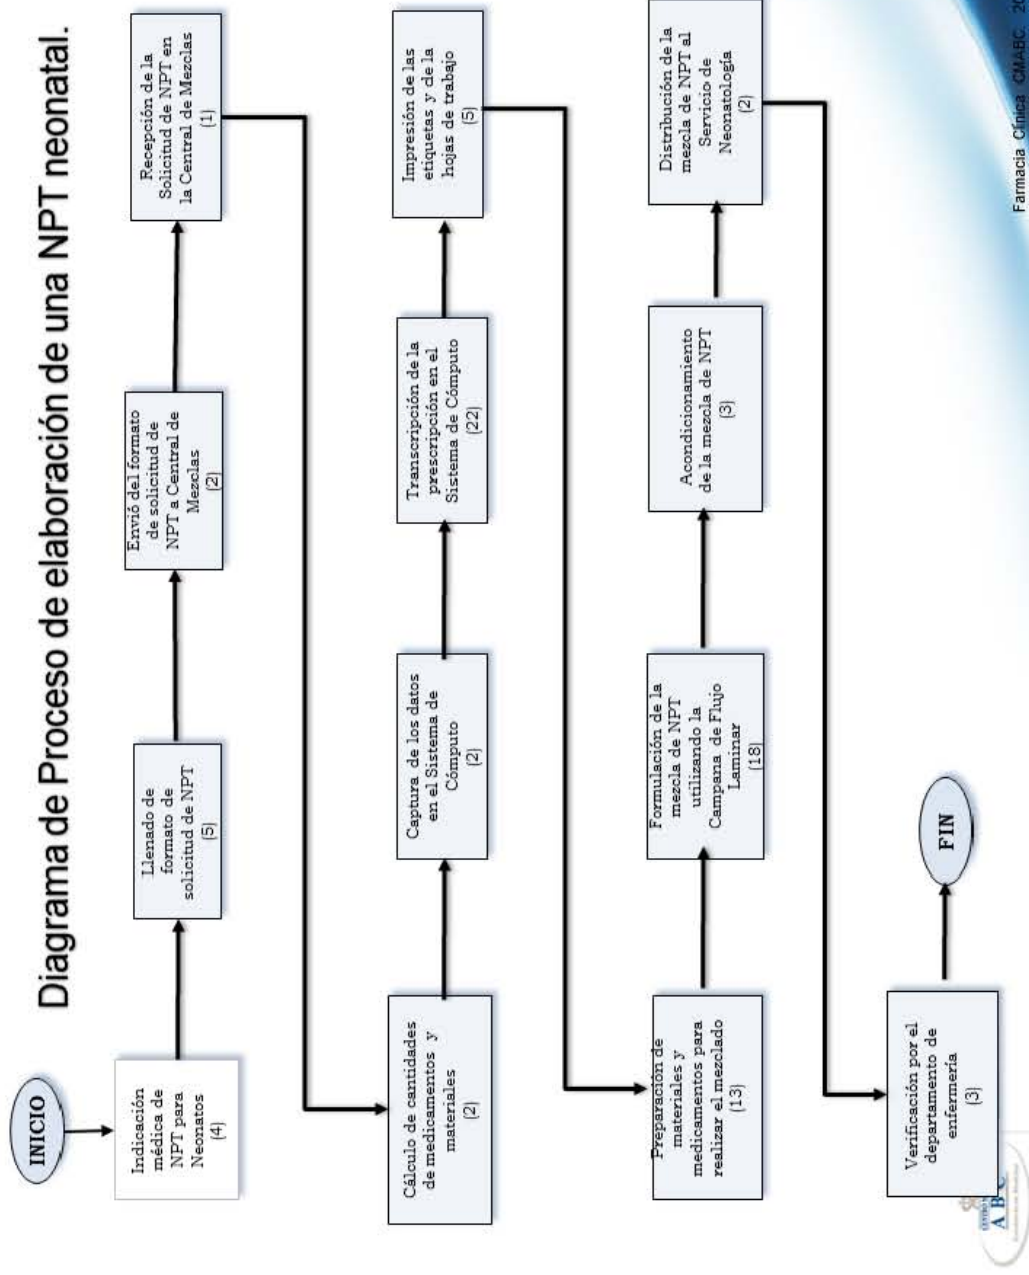 Diagrama de Proceso de elaboración de una NPT neonatal.
INICIO
Indicación
médica de
NPT para
Neonatos
(4)
Llenado de
formato de
solicitud de NPT
(5)
Envió del formato
de solicitud de
NPT a Central de
Mezclas
(2)
Recepción de la
Solicitud de NPT en
la Central de Mezclas
(1)
Cálculo de cantidades
de medicamentos y
materiales
(2)
Captura de los datos
en el Sistema de
Cómputo
(2)
Transcripción de la
prescripción en el
Sistema de Cómputo
(22)
Impresión de las
etiquetas y de la
hojas de trabajo
(5)
Preparación de
materiales y
medicamentos para
realizar el mezclado
(13)
Formulación de la
mezcla de NPT
utilizando la
Campana de Flujo
Laminar
(18)
Acondicionamiento
de la mezcla de NPT
(3)
Distribución de la
mezcla de NPT al
Servicio de
Neonatología
(2)
Verificación por el
departamento de
enfermería
(3)
FIN
A B C
Farmacia Clínica CMABC. 20